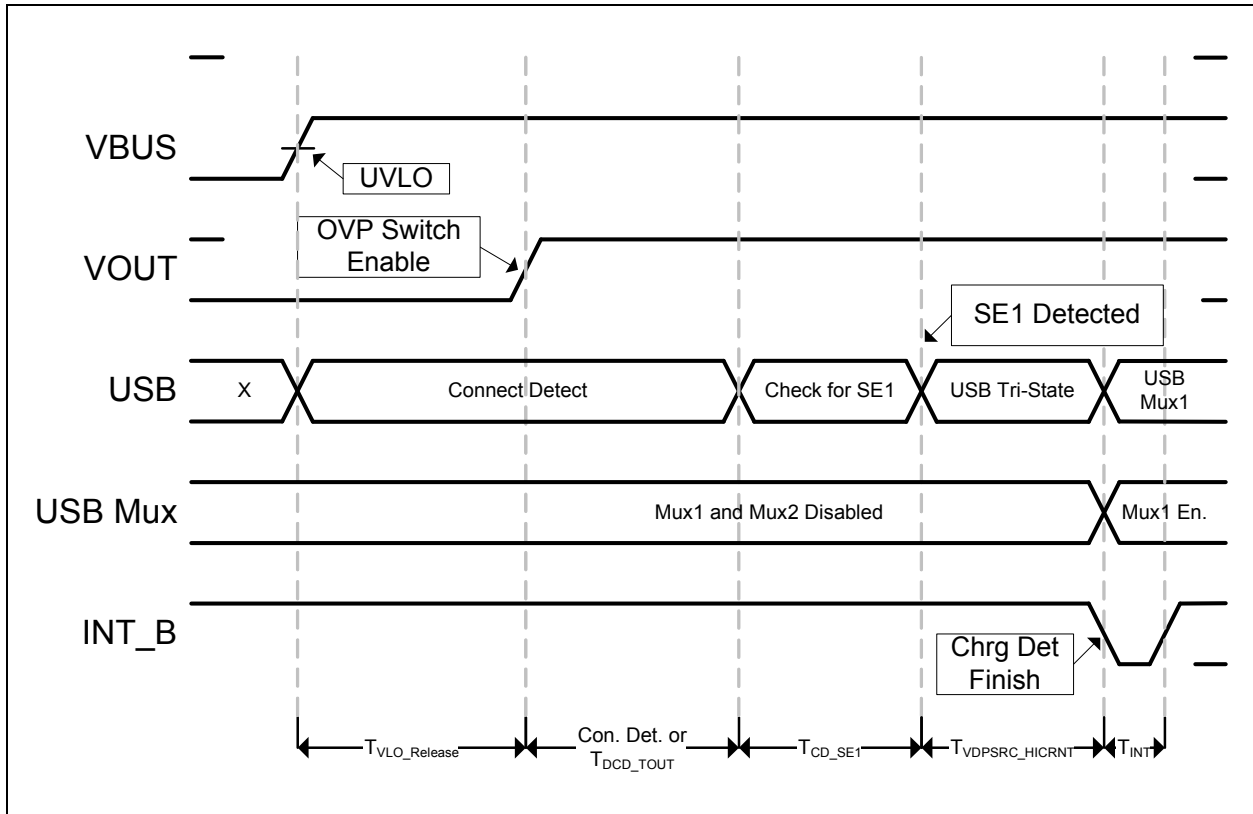 VBUS
UVLO
OVP Switch
Enable
VOUT
SE1 Detected
USB
X
Connect Detect
Check for SE1
USB Tri-State
USB
Mux1
USB Mux
Mux1 and Mux2 Disabled
Mux1 En.
INT_B
Chrg Det
Finish
TVLO_Release
Con. Det. or
TDCD_TOUT
TCD_SE1
TVDPSRC_HICRNT
TINT